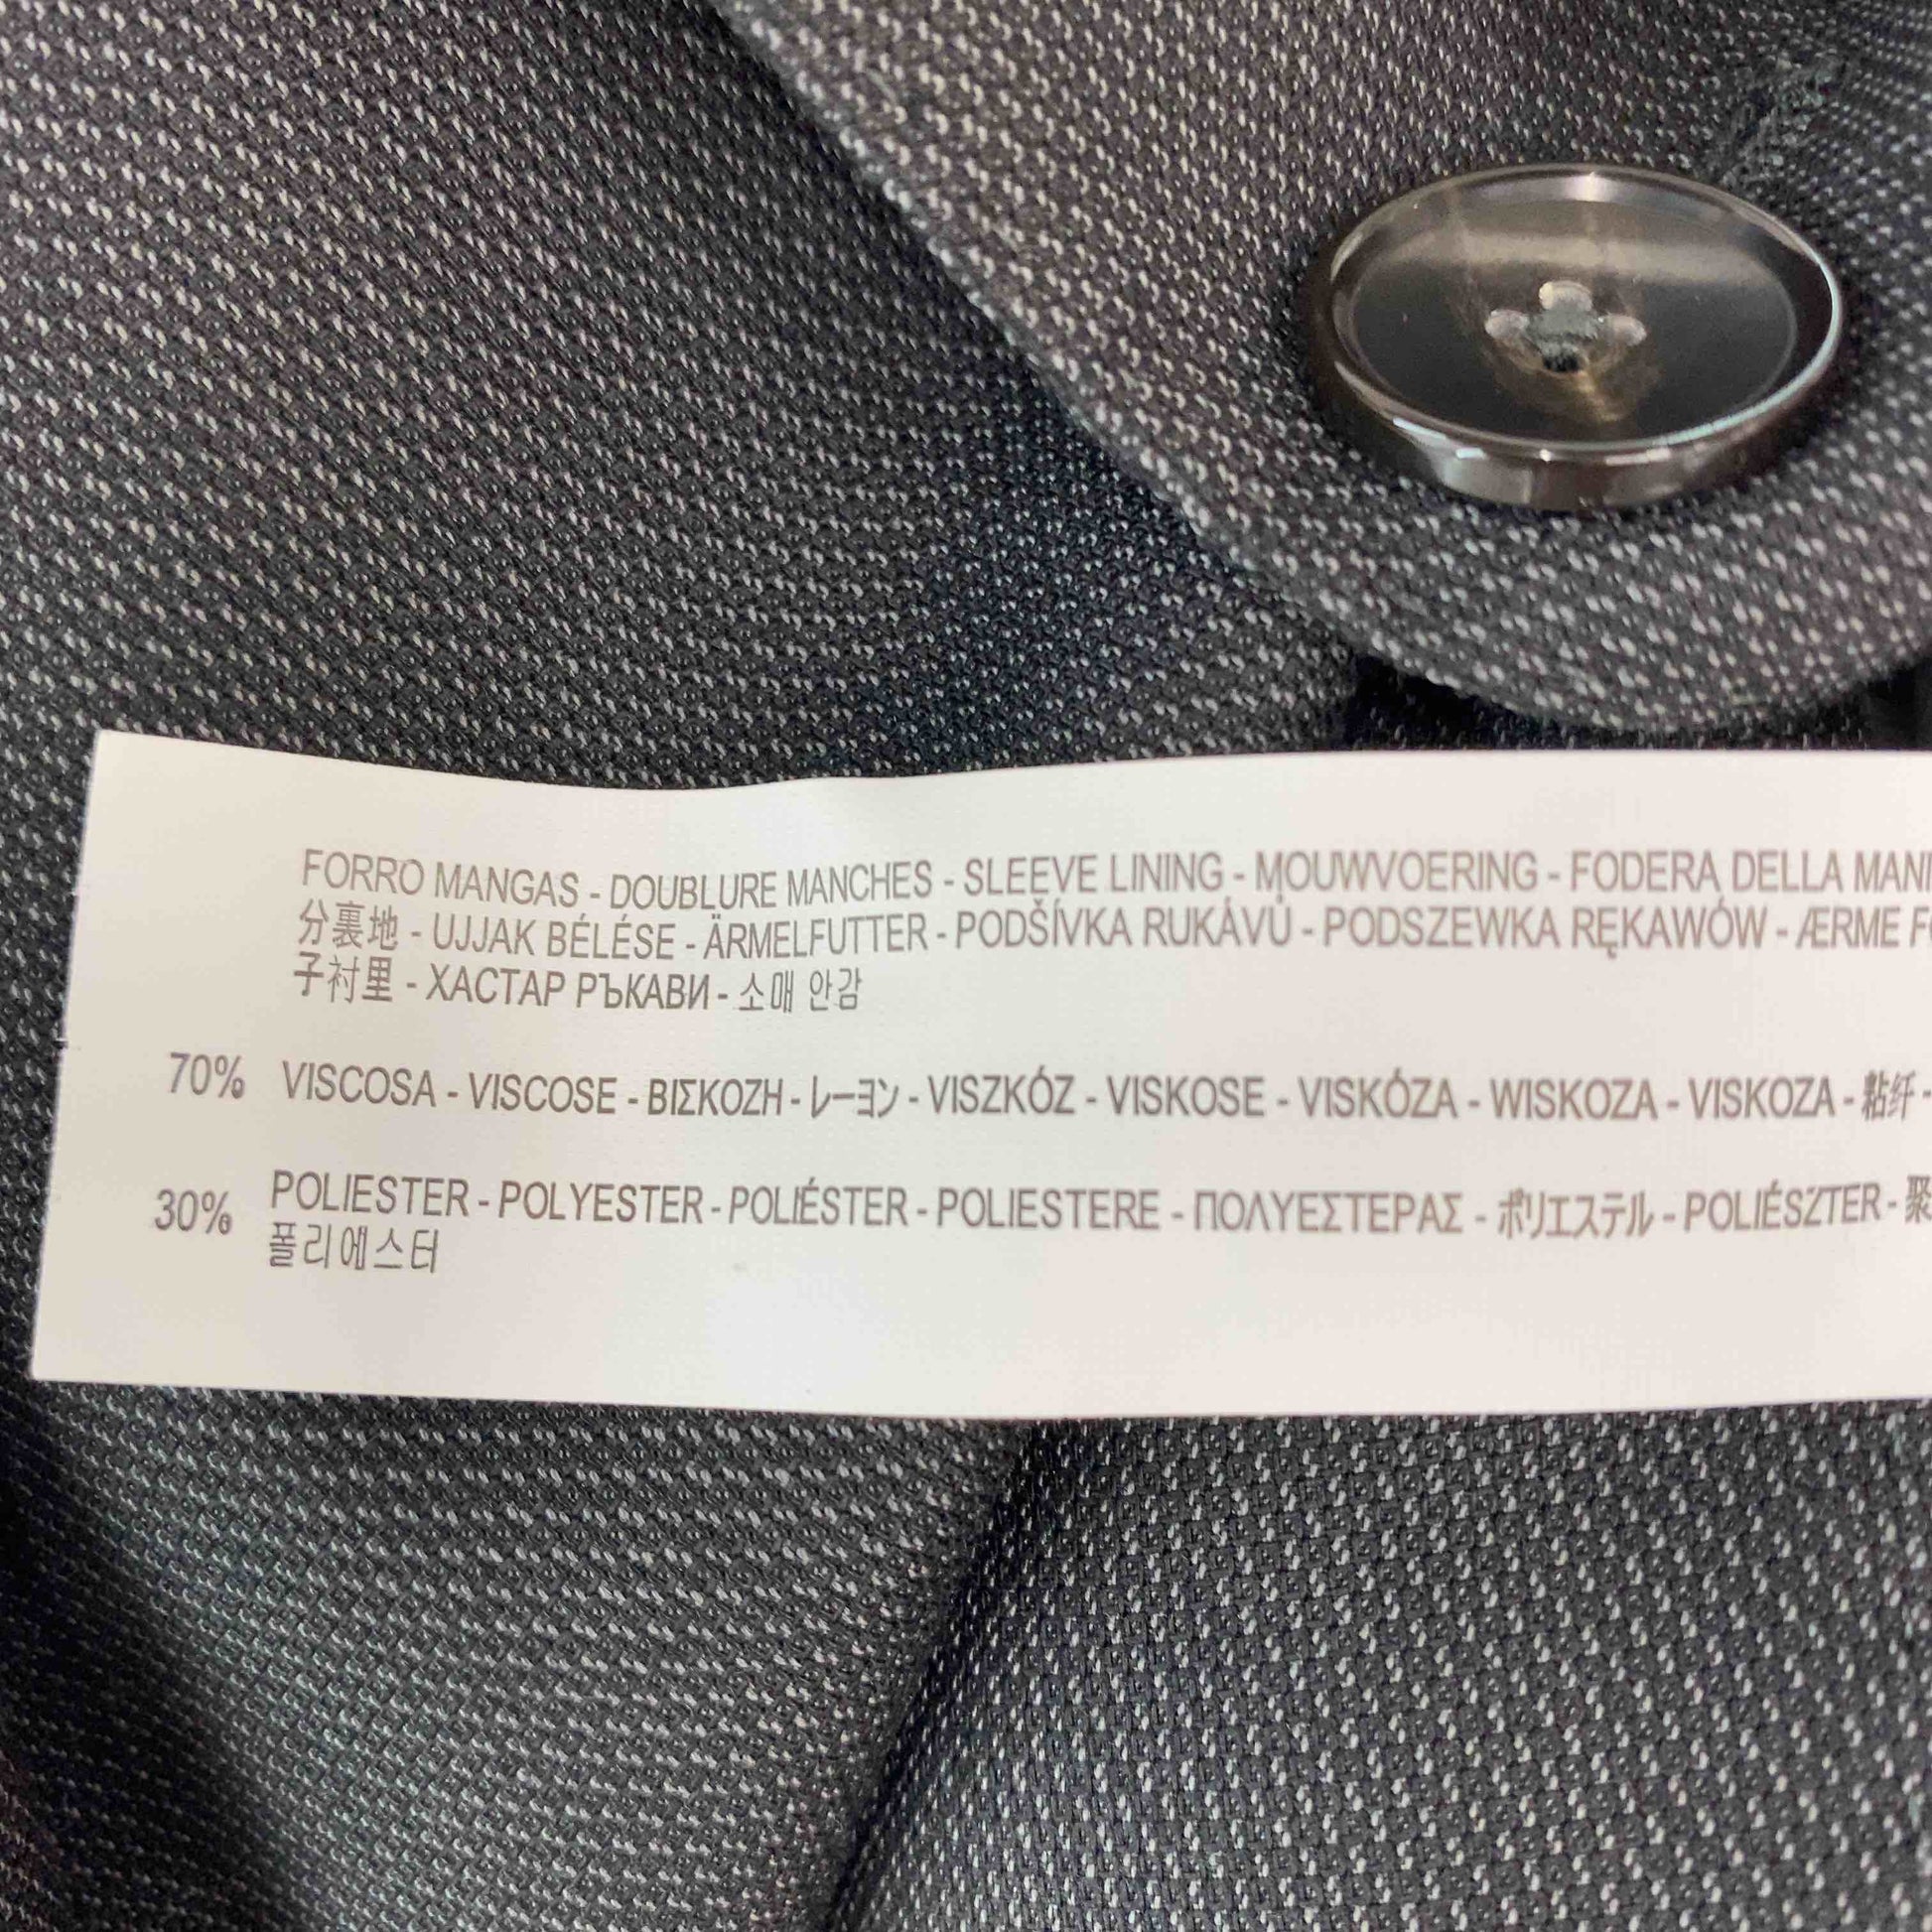 FORRO MANGAS - DOUBLURE MANCHES - SLEEVE LINING - MOUWVOERING - FODERA DELLA
分裏地 - UJJAK BÉLÉSE - ÄRMELFUTTER - PODŠÍVKA RUKÁVŮ - PODSZEWKA RĘKAWÓW - ÆRME
子衬里 - ХАСТАР РЪКАВИ - 소매 안감
70% VISCOSA - VISCOSE - ΒΙΣΚΟΖΗ - レーヨン - VISZKÓZ - VISKOSE - VISKÓZA - WISKOZA - VISKOZA - 粘纤 -
30% POLIESTER - POLYESTER - POLIÉSTER - POLIESTERE - ΠΟΛΥΕΣΤΕΡΑΣ - ポリエステル - POLIÉSZTER -
폴리에스터